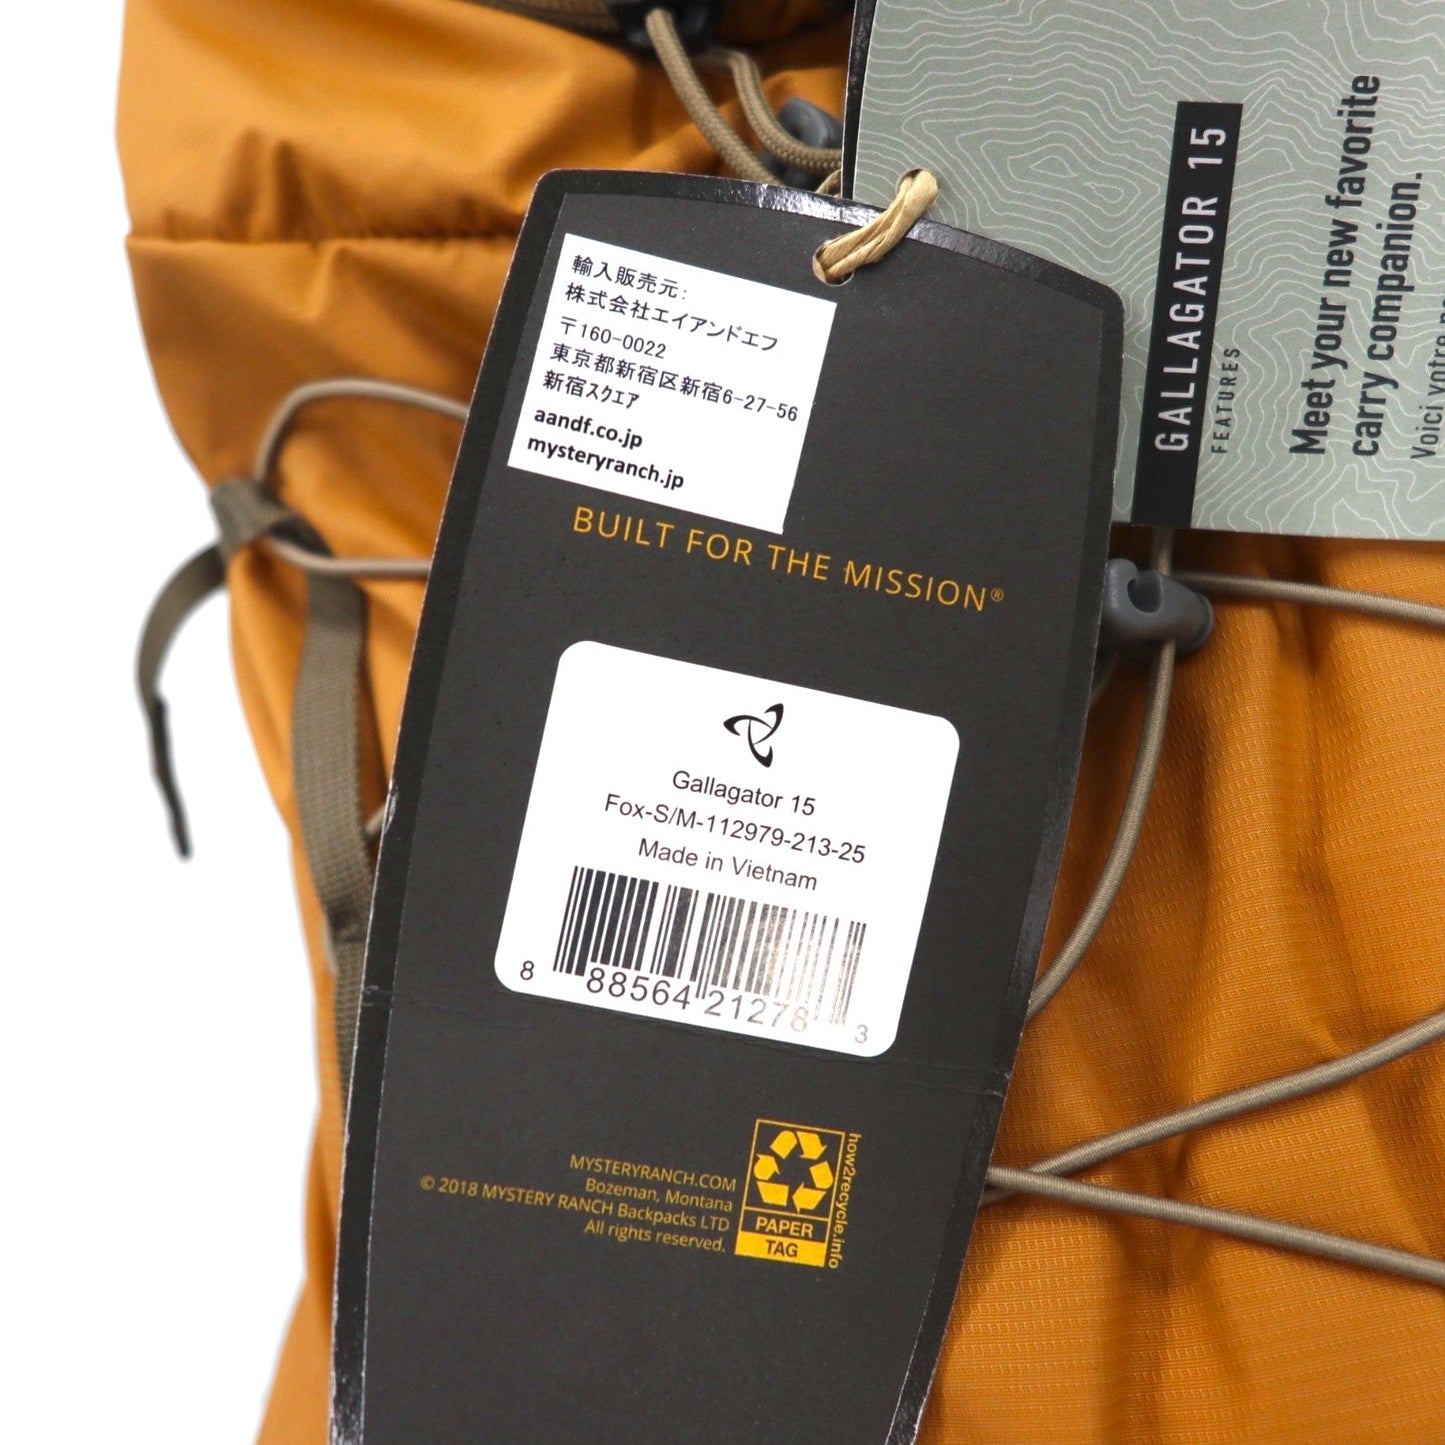 輸入販売元:
株式会社エイアンドエフ
〒160-0022
東京都新宿区新宿6-27-56
新宿スクエア
aandf.co.jp
mysteryranch.jp
BUILT FOR THE MISSION®
Gallagator 15
Fox-S/M-112979-213-25
Made in Vietnam
8 88564 21278 3
MYSTERYRANCH.COM
Bozeman, Montana
© 2018 MYSTERY RANCH Backpacks LTD
All rights reserved.
PAPER
TAG
how2recycle.info
GALLAGATOR 15
FEATURES
Meet your new favorite
carry companion.
Voici votre